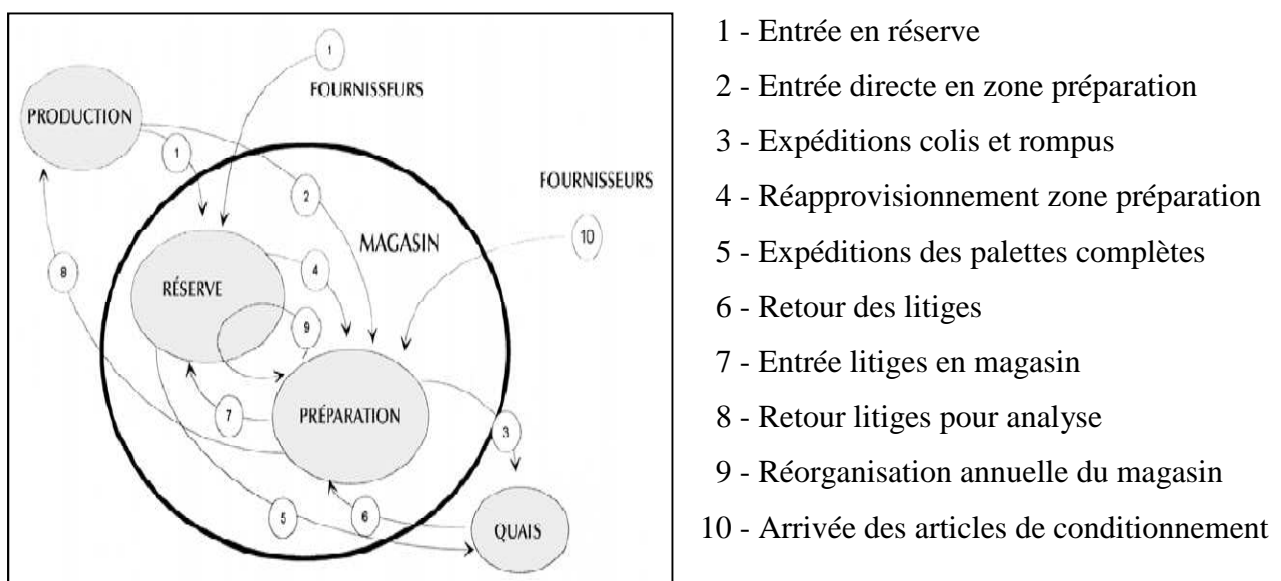 1
FOURNISSEURS
PRODUCTION
1
2
FOURNISSEURS
10
MAGASIN
4
RÉSERVE
8
9
7
PRÉPARATION
3
5
6
QUAIS
1 - Entrée en réserve
2 - Entrée directe en zone préparation
3 - Expéditions colis et rompus
4 - Réapprovisionnement zone préparation
5 - Expéditions des palettes complètes
6 - Retour des litiges
7 - Entrée litiges en magasin
8 - Retour litiges pour analyse
9 - Réorganisation annuelle du magasin
10 - Arrivée des articles de conditionnement